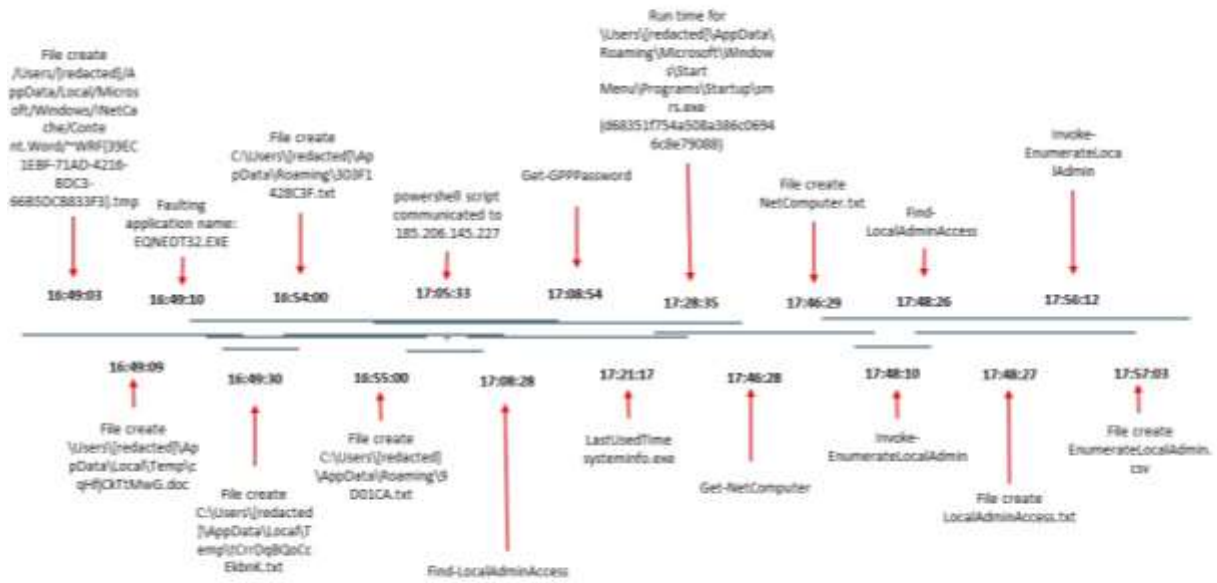 File create
/Users/[redacted]/A
ppData/Local/Micros
oft/Windows/INetCa
che/Conte
nt.Word/~WRF{39EC
1EBF-71AD-4216-
BDC3-
66B5DCB833F3}.tmp
Faulting
application name:
EQNEDT32.EXE
File create
C:\Users\[redacted]\Ap
pData\Roaming\303F1
428C3F.txt
powershell script
communicated to
185.206.145.227
Get-GPPPassword
Run time for
\Users\[redacted]\AppData\
Roaming\Microsoft\Window
s\Start
Menu\Programs\Startup\sm
rs.exe
(d68351f754a508a386c0694
6c8e79088)
File create
NetComputer.txt
Find-
LocalAdminAccess
Invoke-
EnumerateLoca
lAdmin
16:49:03
16:49:10
16:54:00
17:05:33
17:08:54
17:28:35
17:46:29
17:48:26
17:56:12
16:49:09
16:49:30
16:55:00
17:08:28
17:21:17
17:46:28
17:48:10
17:48:27
17:57:03
File create
\Users\[redacted]\Ap
pData\Local\Temp\c
qHfjCkTtMwG.doc
File create
C:\Users\[redacted
]\AppData\Local\T
File create
C:\Users\[redacted]
\AppData\Roaming\9
D01CA.txt
Find-LocalAdminAccess
LastUsedTime
systeminfo.exe
Get-NetComputer
Invoke-
EnumerateLocalAdmin
File create
LocalAdminAccess.txt
File create
EnumerateLocalAdmin.
csv